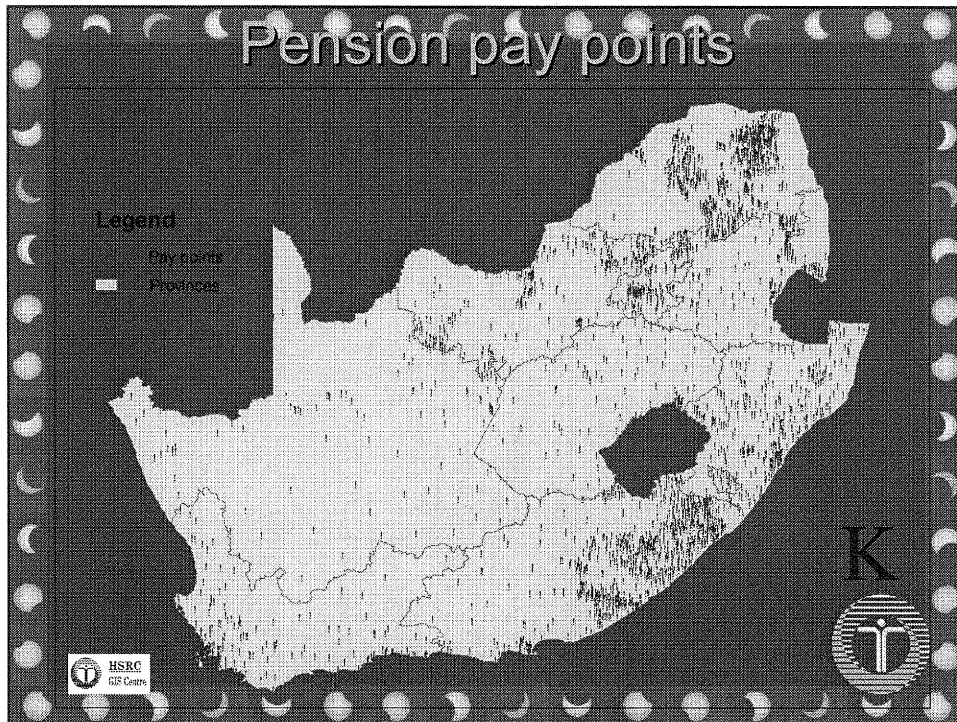 Pension pay points
Legend
Pay points
Provinces
K
HSRC
GIS Centre